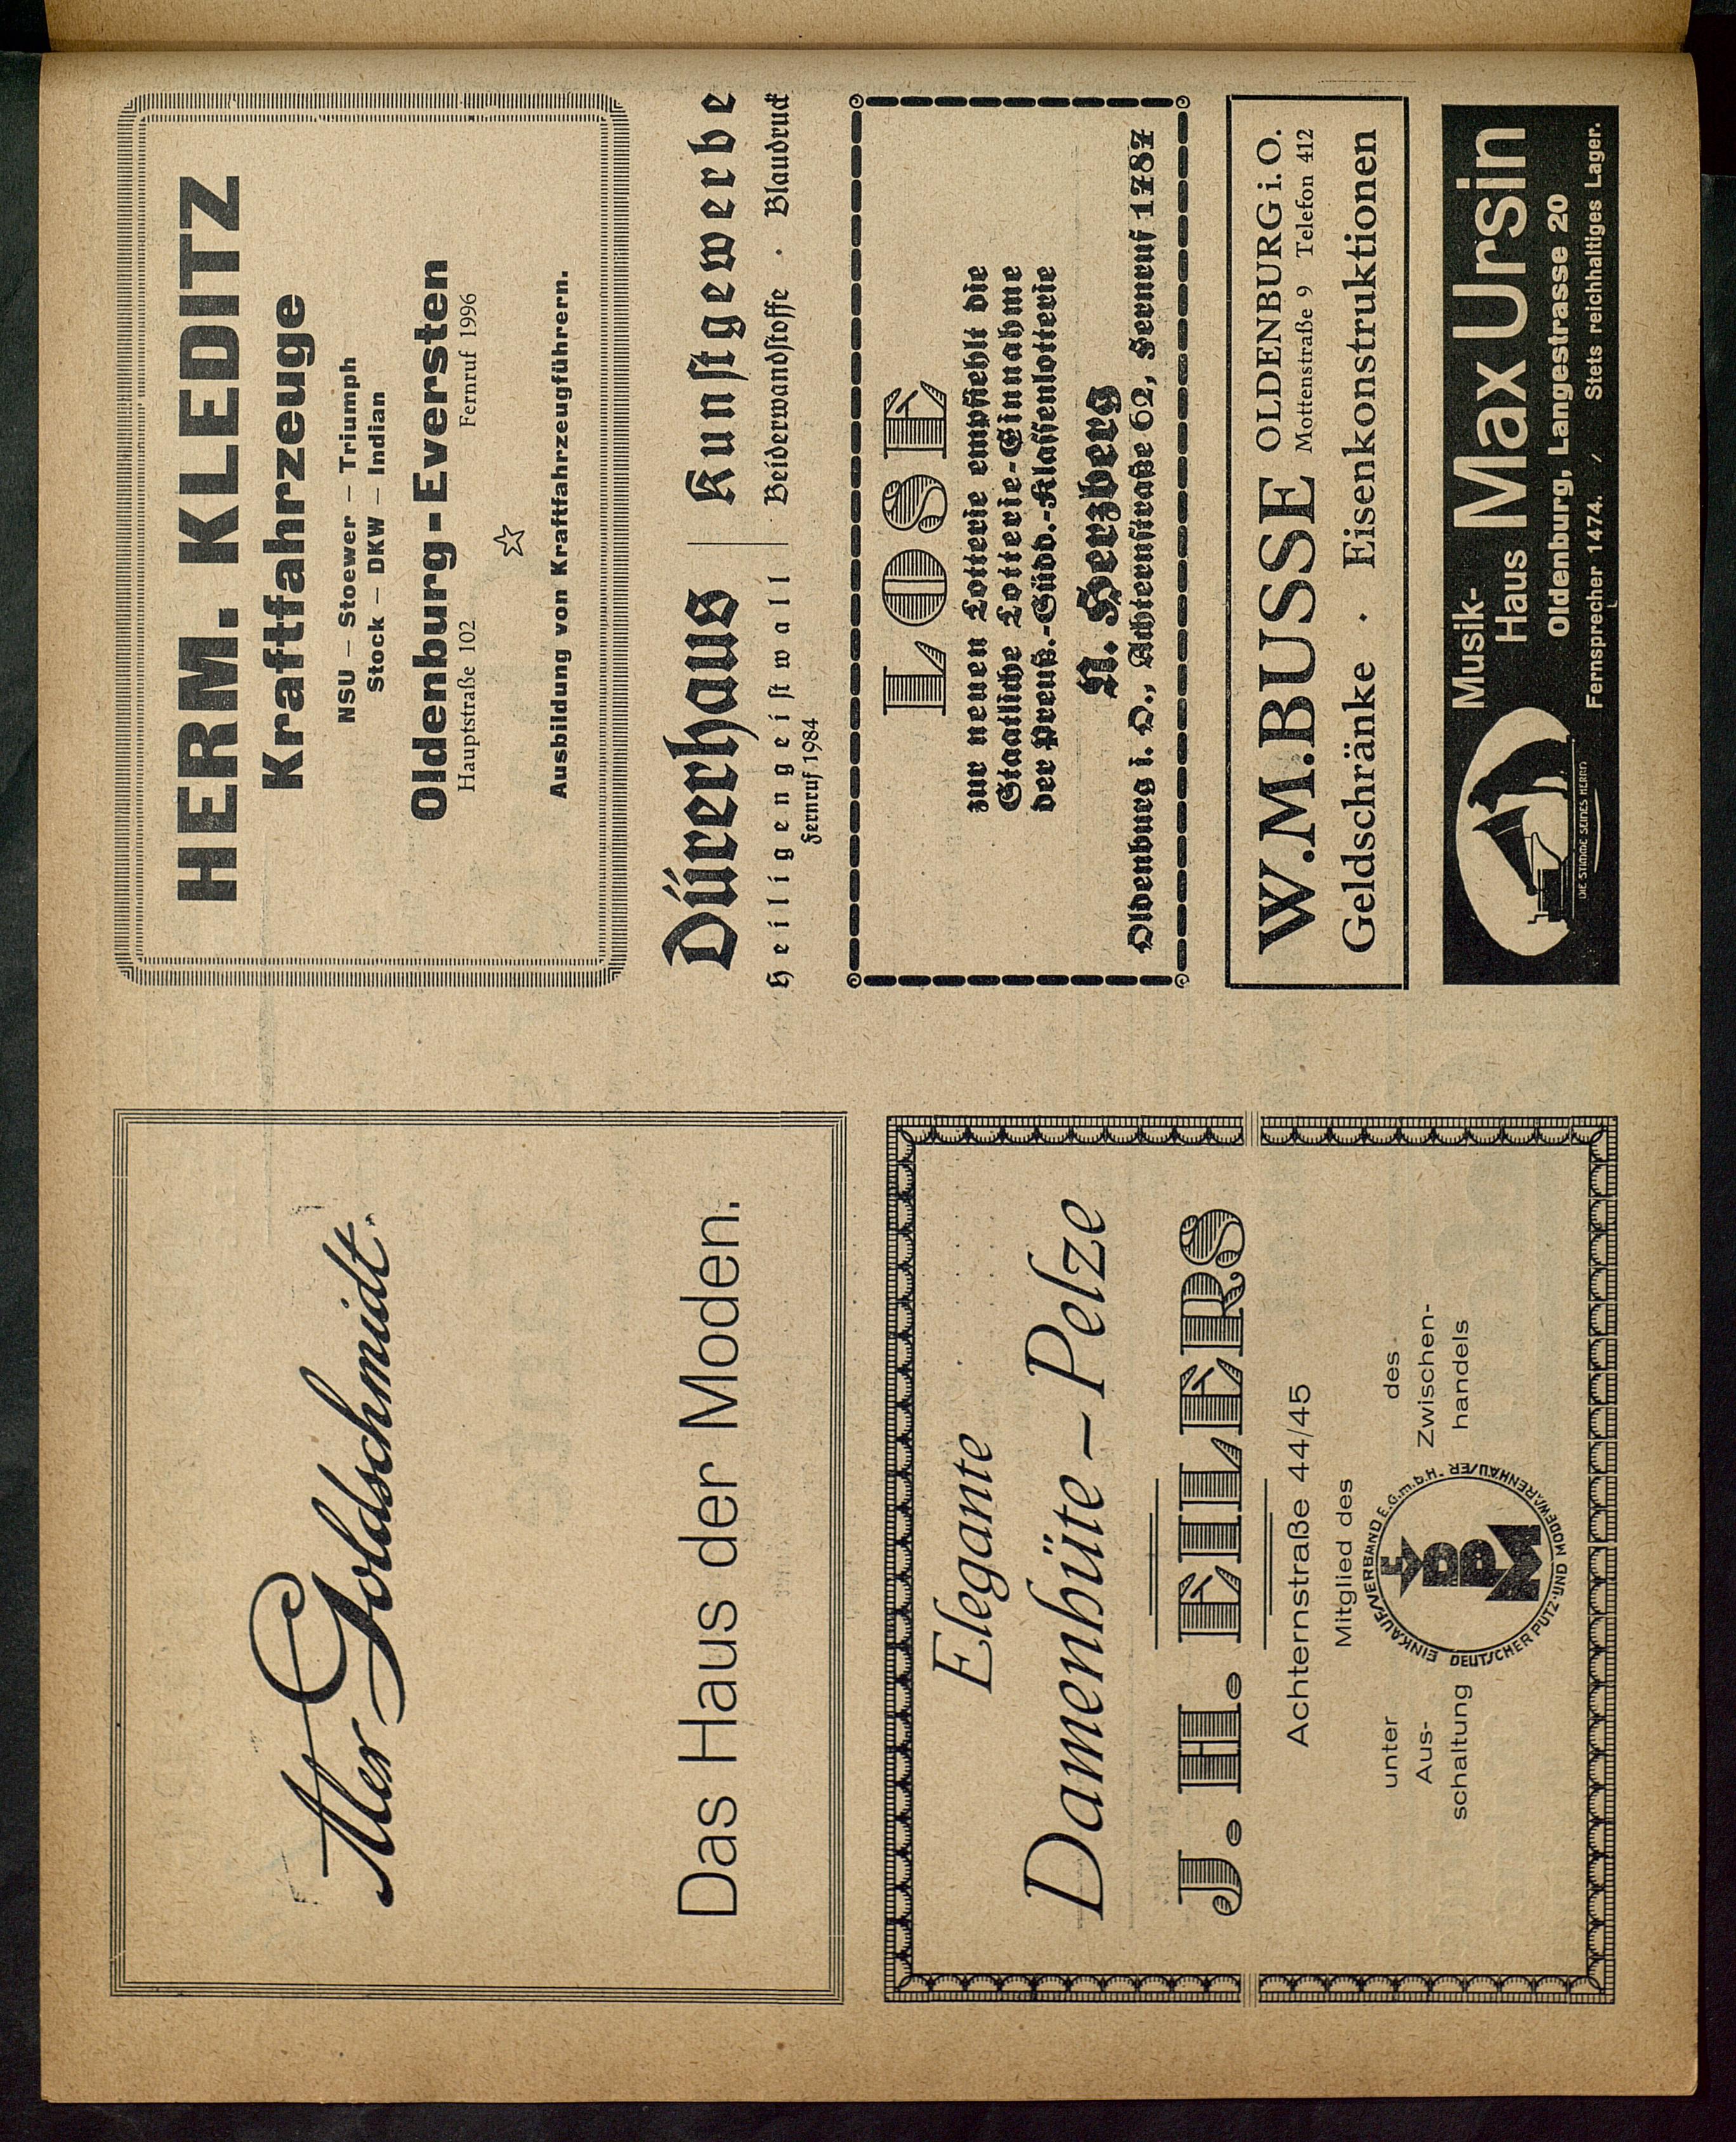 Alex Goldschmidt.
Das Haus der Moden.
Elegante
Damenhüte – Pelze
J. H. EILERS
Achternstraße 44/45
Mitglied des
EINKAUFSVERBAND E.G.m.b.H.
DEUTSCHER PUTZ- UND MODEWARENHÄUSER
unter
Aus-
schaltung
des
Zwischen-
handels
HERM. KLEDITZ
Kraftfahrzeuge
NSU – Stoewer – Triumph
Stock – DKW – Indian
Oldenburg-Eversten
Hauptstraße 102 Fernruf 1996
Ausbildung von Kraftfahrzeugführern.
Dürerhaus
Heiligengeistwall
Fernruf 1984
Kunstgewerbe
Beiderwandstoffe · Blaudruck
LOSE
zur neuen Lotterie empfiehlt die
Staatliche Lotterie-Einnahme
der Preuß.-Südd.-Klassenlotterie
N. Herzberg
Oldenburg i. O., Achternstraße 62, Fernruf 1787
W.M.BUSSE OLDENBURG i. O.
Mottenstraße 9 Telefon 412
Geldschränke · Eisenkonstruktionen
DIE STIMME SEINES HERRN
Musik-
Haus Max Ursin
Oldenburg, Langestrasse 20
Fernsprecher 1474. / Stets reichhaltiges Lager.